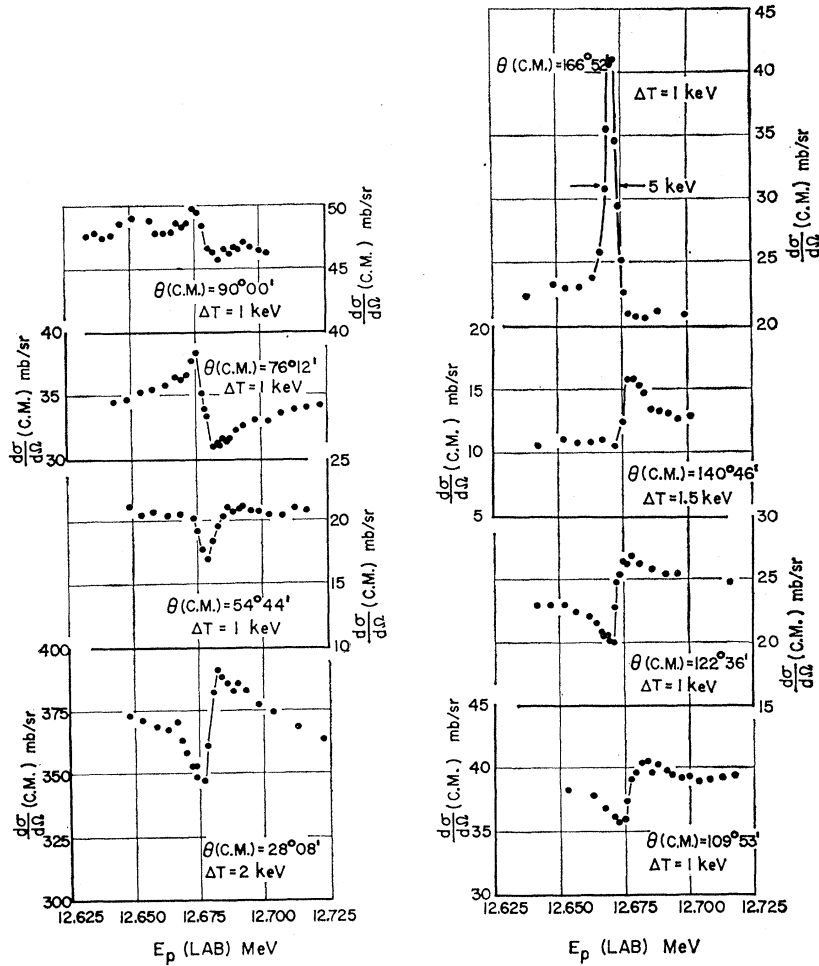 50
45
40
dσ/dΩ (C.M.) mb/sr
θ(C.M.)=90°00'
ΔT = 1 keV
40
35
30
dσ/dΩ (C.M.) mb/sr
θ(C.M.)=76°12'
ΔT = 1 keV
25
20
15
10
dσ/dΩ (C.M.) mb/sr
θ(C.M.)=54°44'
ΔT = 1 keV
400
375
350
325
300
dσ/dΩ (C.M.) mb/sr
θ(C.M.)=28°08'
ΔT = 2 keV
12.625 12.650 12.675 12.700 12.725
Ep (LAB) MeV
45
40
35
30
25
20
dσ/dΩ (C.M.) mb/sr
θ(C.M.)=166°52'
ΔT = 1 keV
5 keV
20
15
10
5
dσ/dΩ (C.M.) mb/sr
θ(C.M.)=140°46'
ΔT = 1.5 keV
30
25
20
15
dσ/dΩ (C.M.) mb/sr
θ(C.M.)=122°36'
ΔT = 1 keV
45
40
35
30
dσ/dΩ (C.M.) mb/sr
θ(C.M.)=109°53'
ΔT = 1 keV
12.625 12.650 12.675 12.700 12.725
Ep (LAB) MeV